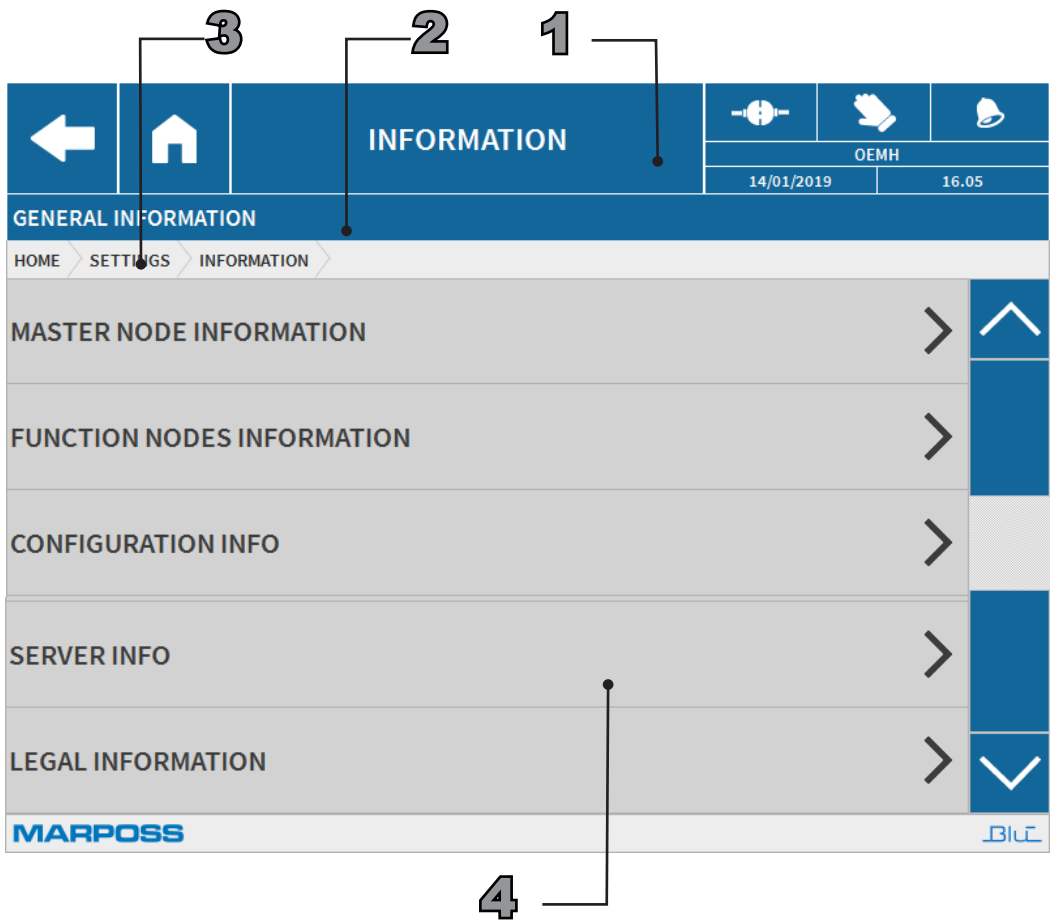 3 2 1
INFORMATION
OEMH
14/01/2019 16.05
GENERAL INFORMATION
HOME SETTINGS INFORMATION
MASTER NODE INFORMATION
FUNCTION NODES INFORMATION
CONFIGURATION INFO
SERVER INFO
LEGAL INFORMATION
MARPOSS Blú
4